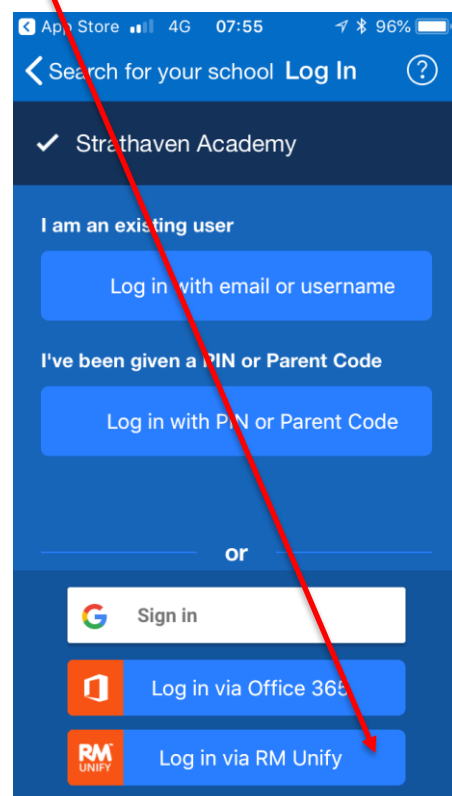 App Store 4G 07:55 96%
Search for your school Log In ?
Strathaven Academy
I am an existing user
Log in with email or username
I've been given a PIN or Parent Code
Log in with PIN or Parent Code
or
G Sign in
Log in via Office 365
RM UNIFY Log in via RM Unify